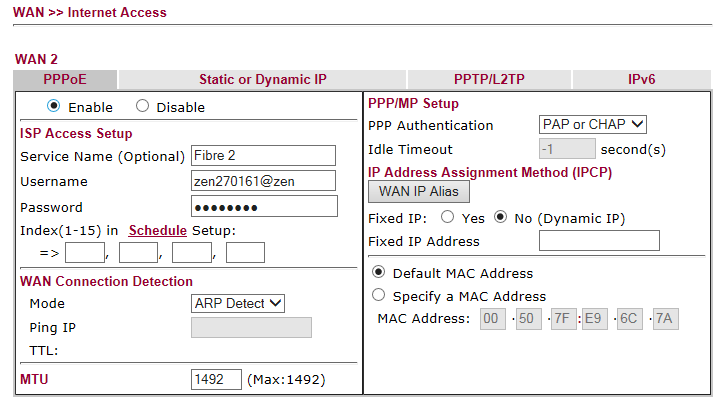 WAN >> Internet Access
WAN 2
PPPoE
Static or Dynamic IP
PPTP/L2TP
IPv6
Enable
Disable
ISP Access Setup
Service Name (Optional) Fibre 2
Username zen270161@zen
Password ●●●●●●●●
Index(1-15) in Schedule Setup:
=> , , ,
WAN Connection Detection
Mode ARP Detect
Ping IP
TTL:
MTU 1492 (Max:1492)
PPP/MP Setup
PPP Authentication PAP or CHAP
Idle Timeout -1 second(s)
IP Address Assignment Method (IPCP)
WAN IP Alias
Fixed IP: Yes No (Dynamic IP)
Fixed IP Address
Default MAC Address
Specify a MAC Address
MAC Address: 00 ·50 ·7F :E9 ·6C ·7A